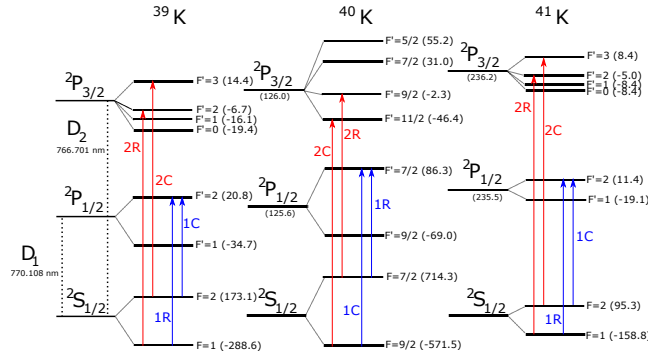 ³⁹K
²P₃/₂
D₂
766.701 nm
²P₁/₂
D₁
770.108 nm
²S₁/₂
F'=3 (14.4)
F'=2 (-6.7)
F'=1 (-16.1)
F'=0 (-19.4)
2R
2C
F'=2 (20.8)
1C
F'=1 (-34.7)
F=2 (173.1)
1R
F=1 (-288.6)
⁴⁰K
²P₃/₂
(126.0)
²P₁/₂
(125.6)
²S₁/₂
F'=5/2 (55.2)
F'=7/2 (31.0)
F'=9/2 (-2.3)
F'=11/2 (-46.4)
2C
2R
F'=7/2 (86.3)
1R
F'=9/2 (-69.0)
F=7/2 (714.3)
1C
F=9/2 (-571.5)
⁴¹K
²P₃/₂
(236.2)
²P₁/₂
(235.5)
²S₁/₂
F'=3 (8.4)
F'=2 (-5.0)
F'=1 (-8.4)
F'=0 (-8.4)
2R
2C
F'=2 (11.4)
F'=1 (-19.1)
1C
F=2 (95.3)
1R
F=1 (-158.8)